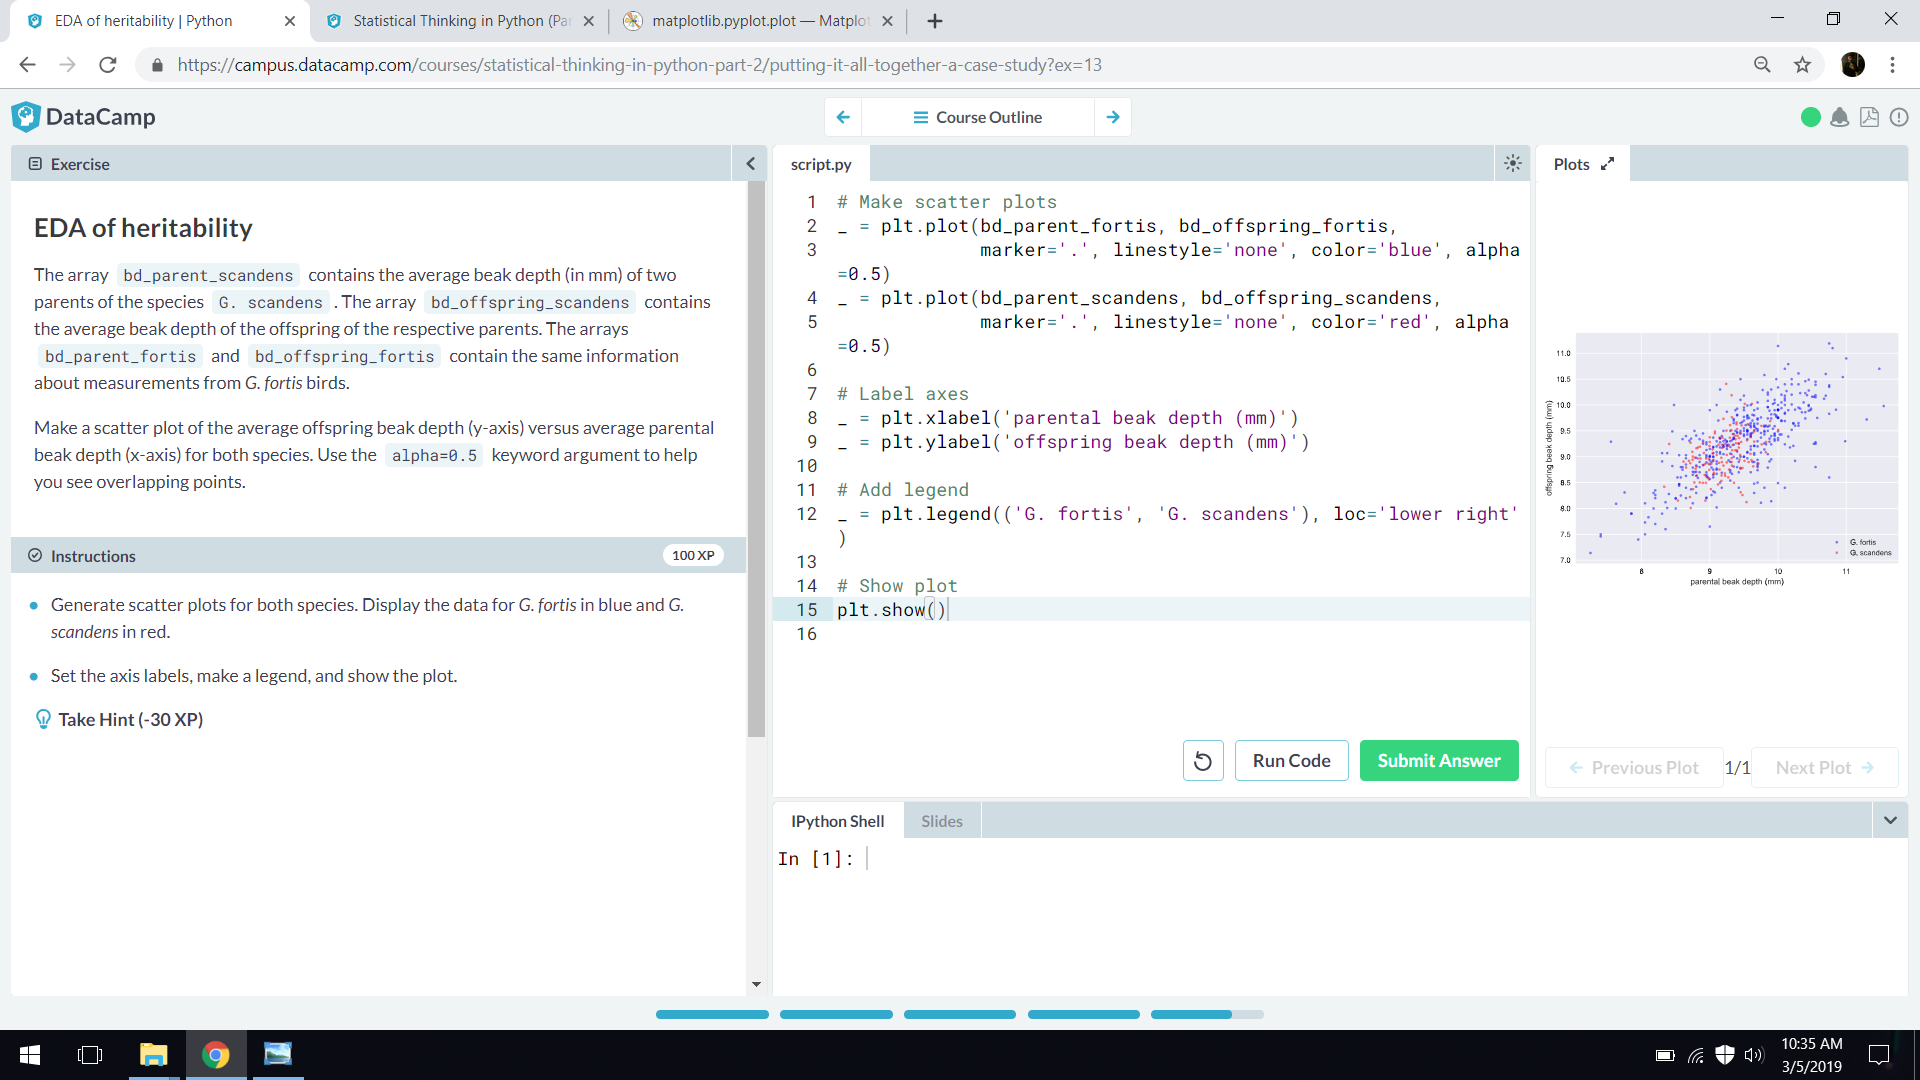 EDA of heritability | Python
Statistical Thinking in Python (Pa
matplotlib.pyplot.plot — Matplot
https://campus.datacamp.com/courses/statistical-thinking-in-python-part-2/putting-it-all-together-a-case-study?ex=13
DataCamp
Course Outline
Exercise
EDA of heritability
The array bd_parent_scandens contains the average beak depth (in mm) of two
parents of the species G. scandens . The array bd_offspring_scandens contains
the average beak depth of the offspring of the respective parents. The arrays
bd_parent_fortis and bd_offspring_fortis contain the same information
about measurements from G. fortis birds.
Make a scatter plot of the average offspring beak depth (y-axis) versus average parental
beak depth (x-axis) for both species. Use the alpha=0.5 keyword argument to help
you see overlapping points.
Instructions
100 XP
Generate scatter plots for both species. Display the data for G. fortis in blue and G.
scandens in red.
Set the axis labels, make a legend, and show the plot.
Take Hint (-30 XP)
script.py
1 # Make scatter plots
2 _ = plt.plot(bd_parent_fortis, bd_offspring_fortis,
3 marker='.', linestyle='none', color='blue', alpha
=0.5)
4 _ = plt.plot(bd_parent_scandens, bd_offspring_scandens,
5 marker='.', linestyle='none', color='red', alpha
=0.5)
6
7 # Label axes
8 _ = plt.xlabel('parental beak depth (mm)')
9 _ = plt.ylabel('offspring beak depth (mm)')
10
11 # Add legend
12 _ = plt.legend(('G. fortis', 'G. scandens'), loc='lower right'
)
13
14 # Show plot
15 plt.show()
16
Run Code
Submit Answer
Plots
offspring beak depth (mm)
11.0
10.5
10.0
9.5
9.0
8.5
8.0
7.5
7.0
G. fortis
G. scandens
8 9 10 11
parental beak depth (mm)
Previous Plot
1/1
Next Plot
IPython Shell
Slides
In [1]:
10:35 AM
3/5/2019